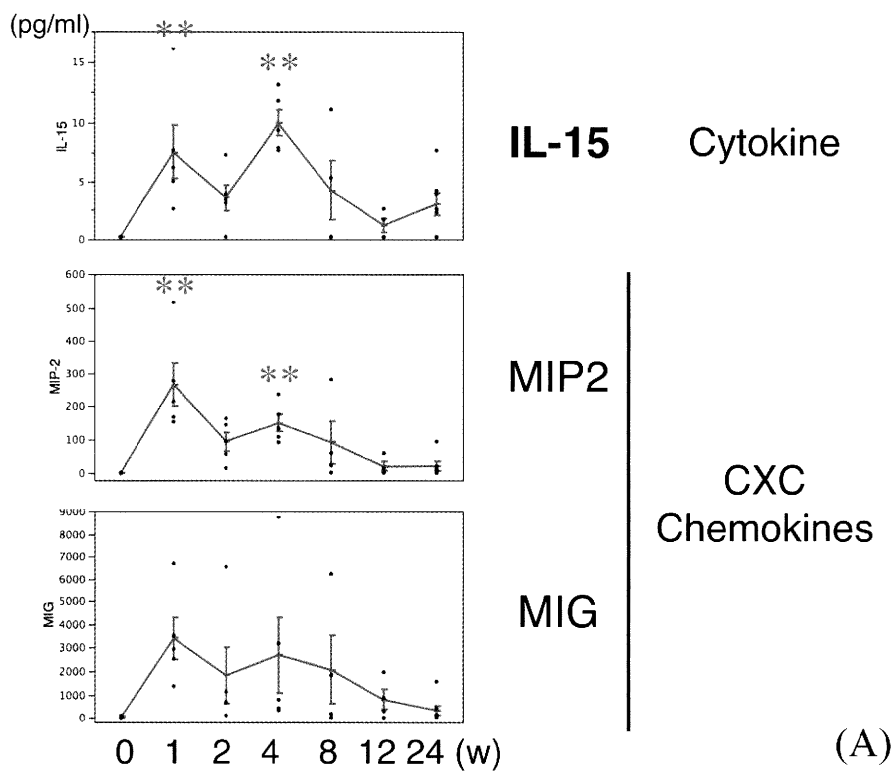 (pg/ml)
**
**
15
10
5
0
IL-15
IL-15
Cytokine
600
500
400
300
200
100
0
MIP-2
**
**
MIP2
CXC
Chemokines
9000
8000
7000
6000
5000
4000
3000
2000
1000
0
MIG
MIG
0 1 2 4 8 12 24 (w)
(A)